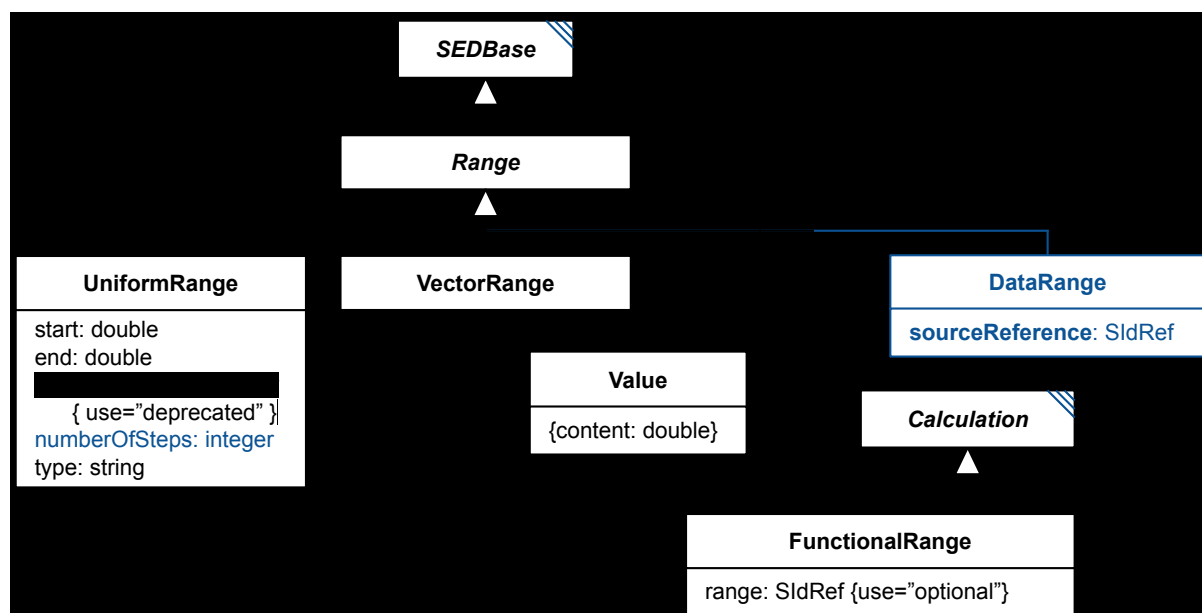 SEDBase
Range
UniformRange
start: double
end: double
{ use=”deprecated” }
numberOfSteps: integer
type: string
VectorRange
DataRange
sourceReference: SIdRef
Value
{content: double}
Calculation
FunctionalRange
range: SIdRef {use=”optional”}